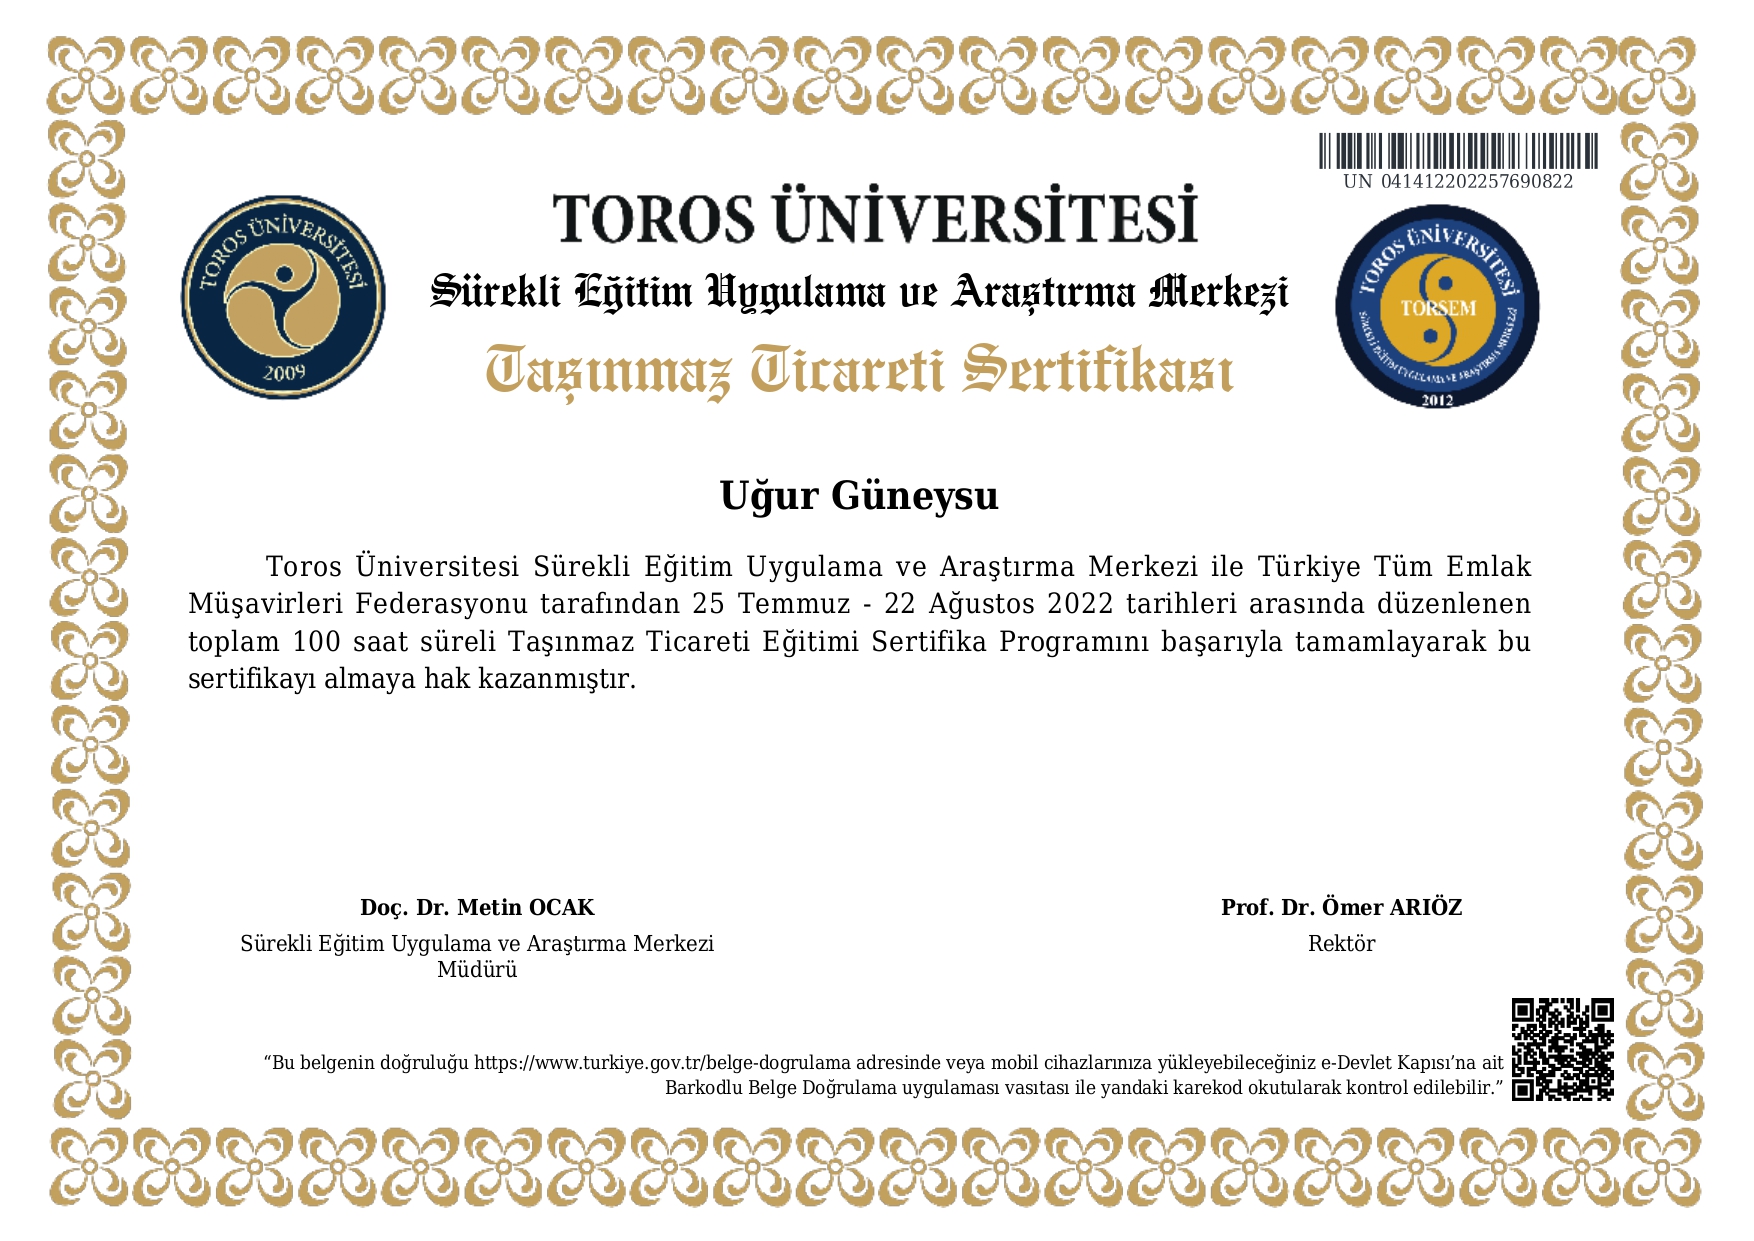 UN 041412202257690822
TOROS ÜNİVERSİTESİ
2009
TOROS ÜNİVERSİTESİ
Sürekli Eğitim Uygulama ve Araştırma Merkezi
Taşınmaz Ticareti Sertifikası
TOROS ÜNİVERSİTESİ
TORSEM
SÜREKLİ EĞİTİM UYGULAMA VE ARAŞTIRMA MERKEZİ
2012
Uğur Güneysu
Toros Üniversitesi Sürekli Eğitim Uygulama ve Araştırma Merkezi ile Türkiye Tüm Emlak
Müşavirleri Federasyonu tarafından 25 Temmuz - 22 Ağustos 2022 tarihleri arasında düzenlenen
toplam 100 saat süreli Taşınmaz Ticareti Eğitimi Sertifika Programını başarıyla tamamlayarak bu
sertifikayı almaya hak kazanmıştır.
Doç. Dr. Metin OCAK
Sürekli Eğitim Uygulama ve Araştırma Merkezi
Müdürü
Prof. Dr. Ömer ARIÖZ
Rektör
“Bu belgenin doğruluğu https://www.turkiye.gov.tr/belge-dogrulama adresinde veya mobil cihazlarınıza yükleyebileceğiniz e-Devlet Kapısı’na ait
Barkodlu Belge Doğrulama uygulaması vasıtası ile yandaki karekod okutularak kontrol edilebilir.”